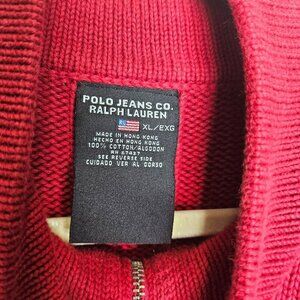 POLO JEANS CO.
RALPH LAUREN
XL/EXG
MADE IN HONG KONG
HECHO EN HONG KONG
100% COTTON/ALGODON
RN 67437
SEE REVERSE SIDE
CUIDADO VER AL DORSO